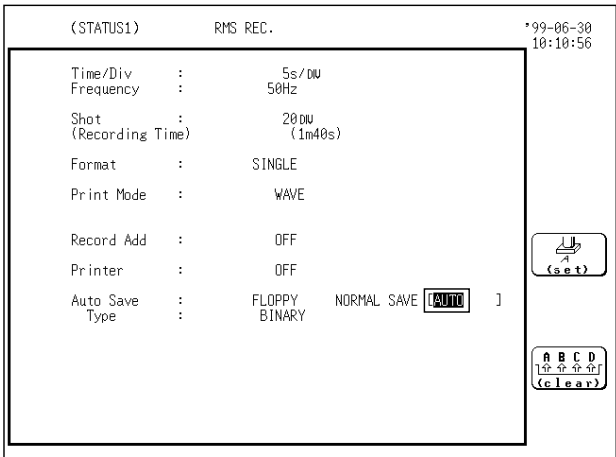 (STATUS1) RMS REC. '99-06-30
10:10:56
Time/Div : 5s/DIV
Frequency : 50Hz
Shot : 20DIV
(Recording Time) (1m40s)
Format : SINGLE
Print Mode : WAVE
Record Add : OFF
Printer : OFF
Auto Save : FLOPPY NORMAL SAVE [AUTO ]
Type : BINARY
A
(set)
A B C D
(clear)